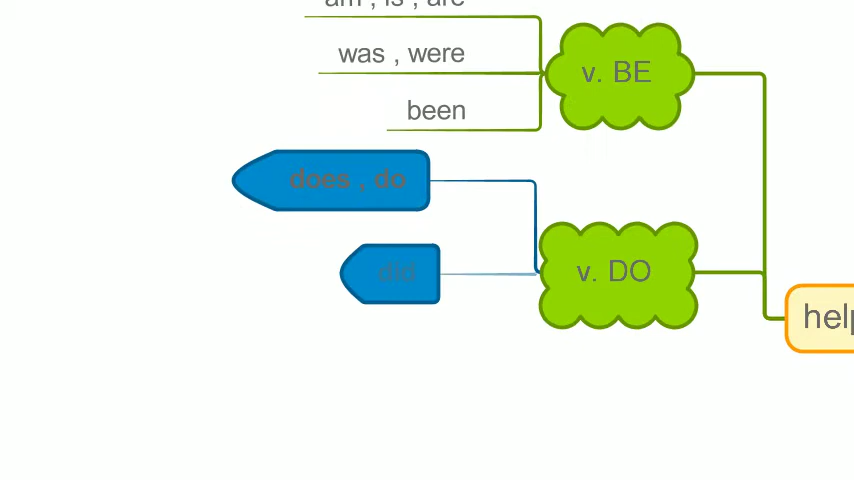 am , is , are
was , were
v. BE
been
does , do
did
v. DO
help